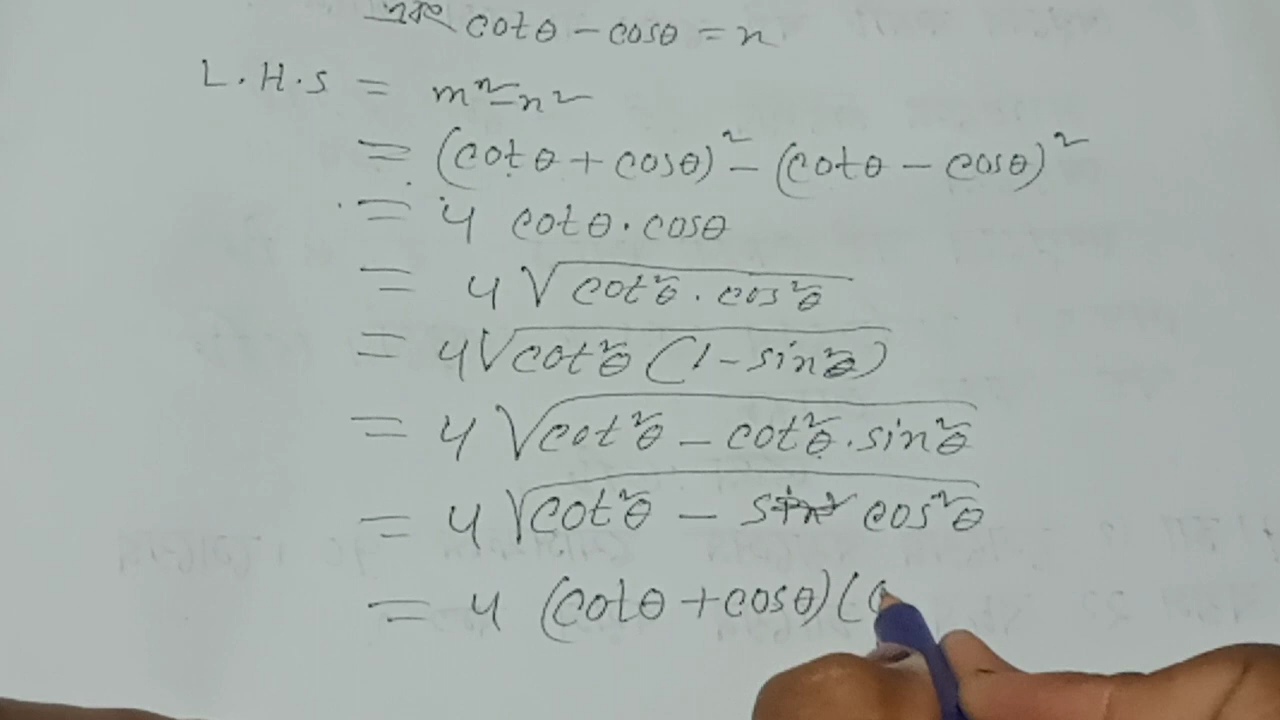 এবং cotθ - cosθ = n
L.H.S = m² - n²
= (cotθ + cosθ)² - (cotθ - cosθ)²
= 4 cotθ . cosθ
= 4 √cot²θ . cos²θ
= 4√cot²θ (1 - sin²θ)
= 4 √cot²θ - cot²θ . sin²θ
= 4 √cot²θ - cos²θ
= 4 (cotθ + cosθ) (